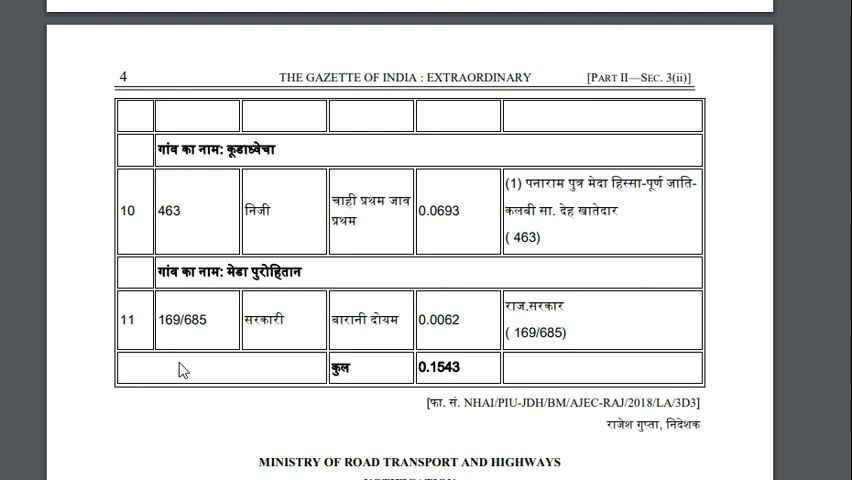 4 THE GAZETTE OF INDIA : EXTRAORDINARY [PART II—SEC. 3(ii)]
गांव का नाम: कूडाध्वेचा
10 463 निजी चाही प्रथम जाव प्रथम 0.0693 (1) पनाराम पुत्र मेदा हिस्सा-पूर्ण जाति-
कलबी सा. देह खातेदार
( 463)
गांव का नाम: मेडा पुरोहितान
11 169/685 सरकारी बारानी दोयम 0.0062 राज.सरकार
( 169/685)
कुल 0.1543
[फा. सं. NHAI/PIU-JDH/BM/AJEC-RAJ/2018/LA/3D3]
राजेश गुप्ता, निदेशक
MINISTRY OF ROAD TRANSPORT AND HIGHWAYS